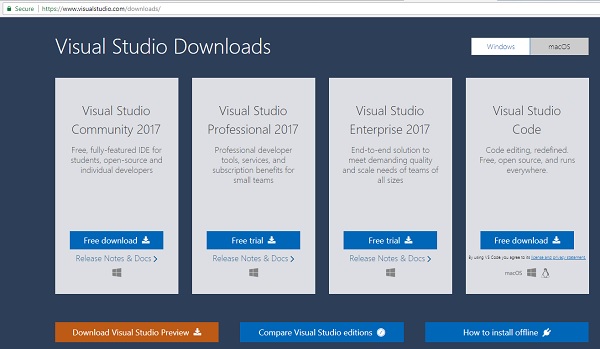 Secure https://www.visualstudio.com/downloads/
Visual Studio Downloads
Windows macOS
Visual Studio
Community 2017
Free, fully-featured IDE for
students, open-source and
individual developers
Free download
Release Notes & Docs
Visual Studio
Professional 2017
Professional developer
tools, services, and
subscription benefits for
small teams
Free trial
Release Notes & Docs
Visual Studio
Enterprise 2017
End-to-end solution to
meet demanding quality
and scale needs of teams of
all sizes
Free trial
Release Notes & Docs
Visual Studio
Code
Code editing, redefined.
Free, open source, and runs
everywhere.
Free download
By using VS Code you agree to its license and privacy statement.
macOS
Download Visual Studio Preview
Compare Visual Studio editions
How to install offline